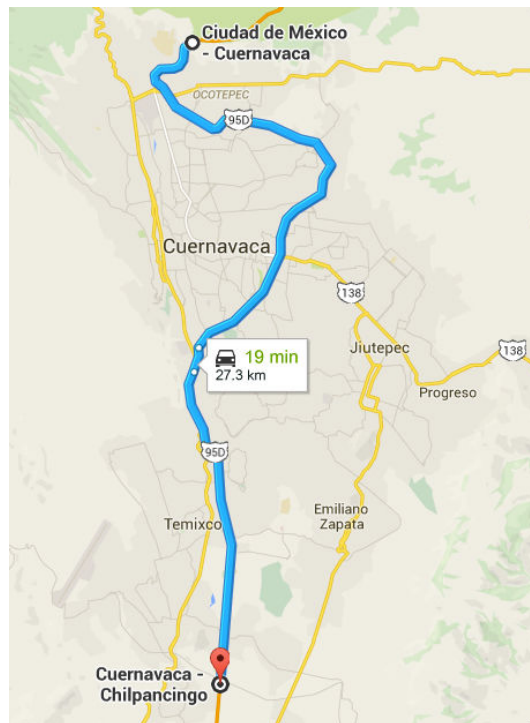 Ciudad de México
- Cuernavaca
OCOTEPEC
95D
Cuernavaca
138
19 min
27.3 km
Jiutepec
138
Progreso
95D
Temixco
Emiliano
Zapata
Cuernavaca -
Chilpancingo